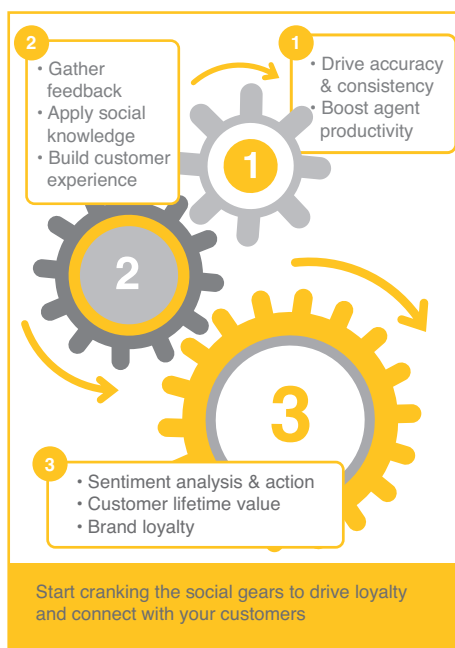 1
• Drive accuracy
& consistency
• Boost agent
productivity
2
• Gather
feedback
• Apply social
knowledge
• Build customer
experience
1
2
3
3
• Sentiment analysis & action
• Customer lifetime value
• Brand loyalty
Start cranking the social gears to drive loyalty
and connect with your customers